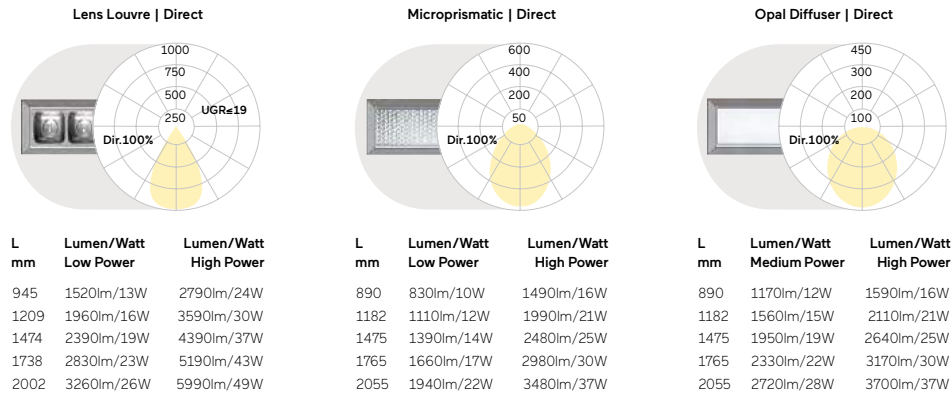 Lens Louvre | Direct
1000
750
500
250
UGR≤19
Dir.100%
L Lumen/Watt Lumen/Watt
mm Low Power High Power
945 1520lm/13W 2790lm/24W
1209 1960lm/16W 3590lm/30W
1474 2390lm/19W 4390lm/37W
1738 2830lm/23W 5190lm/43W
2002 3260lm/26W 5990lm/49W
Microprismatic | Direct
600
400
200
50
Dir.100%
L Lumen/Watt Lumen/Watt
mm Low Power High Power
890 830lm/10W 1490lm/16W
1182 1110lm/12W 1990lm/21W
1475 1390lm/14W 2480lm/25W
1765 1660lm/17W 2980lm/30W
2055 1940lm/22W 3480lm/37W
Opal Diffuser | Direct
450
300
200
100
Dir.100%
L Lumen/Watt Lumen/Watt
mm Medium Power High Power
890 1170lm/12W 1590lm/16W
1182 1560lm/15W 2110lm/21W
1475 1950lm/19W 2640lm/25W
1765 2330lm/22W 3170lm/30W
2055 2720lm/28W 3700lm/37W